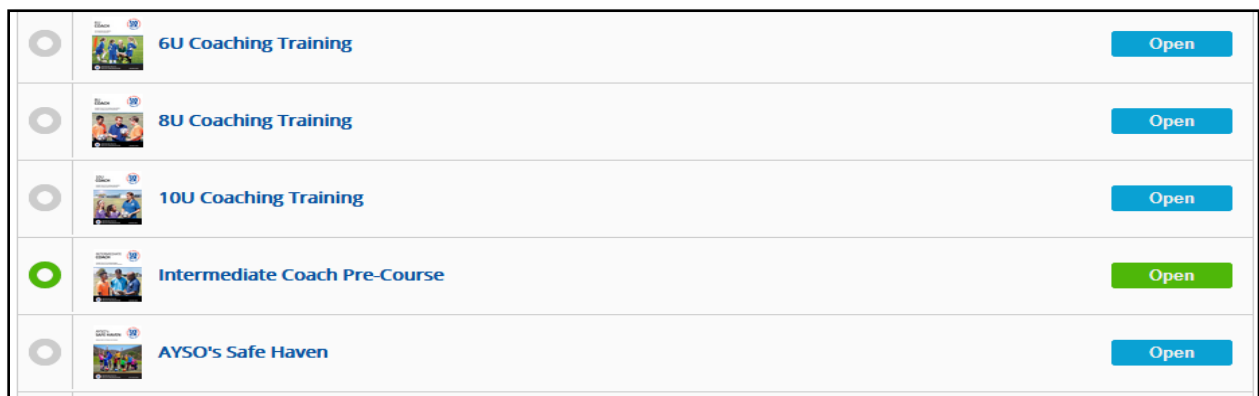 6U Coaching Training
Open
8U Coaching Training
Open
10U Coaching Training
Open
COACH
Intermediate Coach Pre-Course
Open
AYSO's Safe Haven
Open